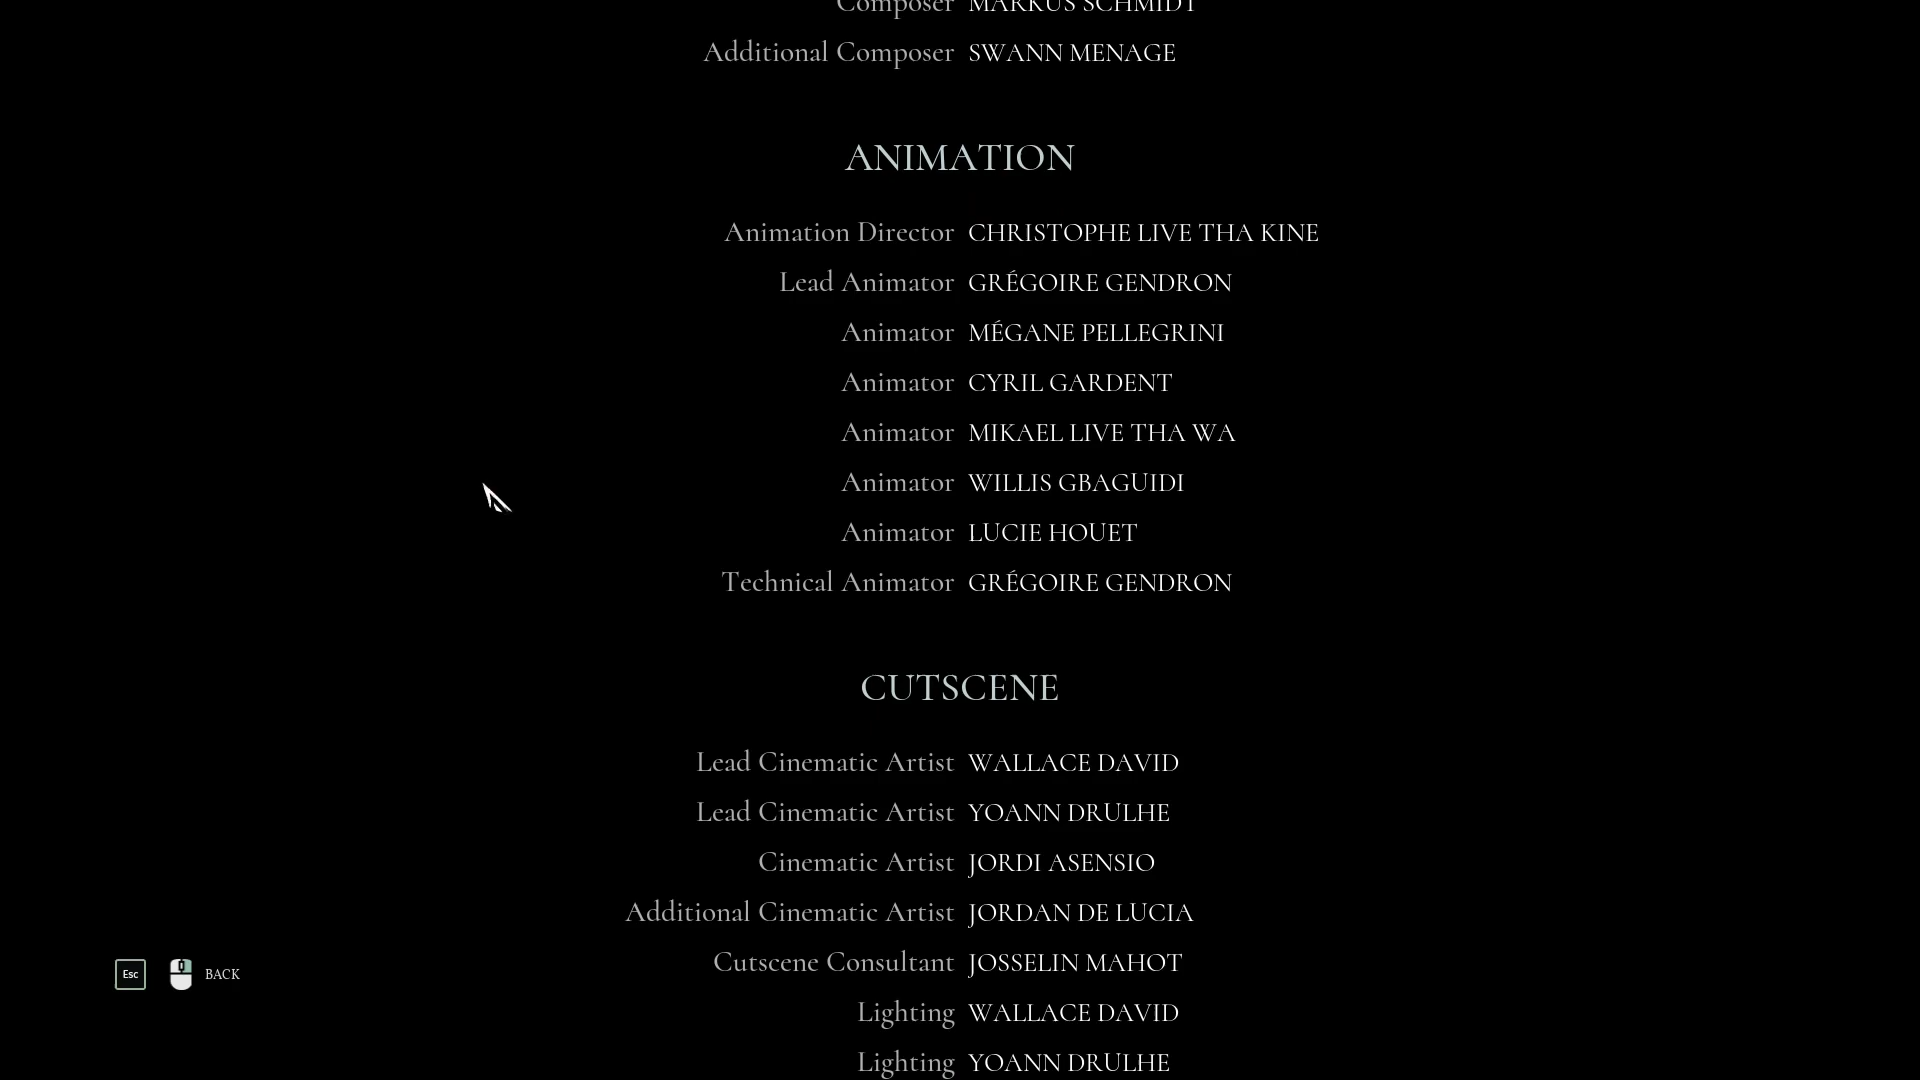 Composer MARKUS SCHMIDT
Additional Composer SWANN MENAGE
ANIMATION
Animation Director CHRISTOPHE LIVE THA KINE
Lead Animator GRÉGOIRE GENDRON
Animator MÉGANE PELLEGRINI
Animator CYRIL GARDENT
Animator MIKAEL LIVE THA WA
Animator WILLIS GBAGUIDI
Animator LUCIE HOUET
Technical Animator GRÉGOIRE GENDRON
CUTSCENE
Lead Cinematic Artist WALLACE DAVID
Lead Cinematic Artist YOANN DRULHE
Cinematic Artist JORDI ASENSIO
Additional Cinematic Artist JORDAN DE LUCIA
Cutscene Consultant JOSSELIN MAHOT
Esc BACK
Lighting WALLACE DAVID
Lighting YOANN DRULHE